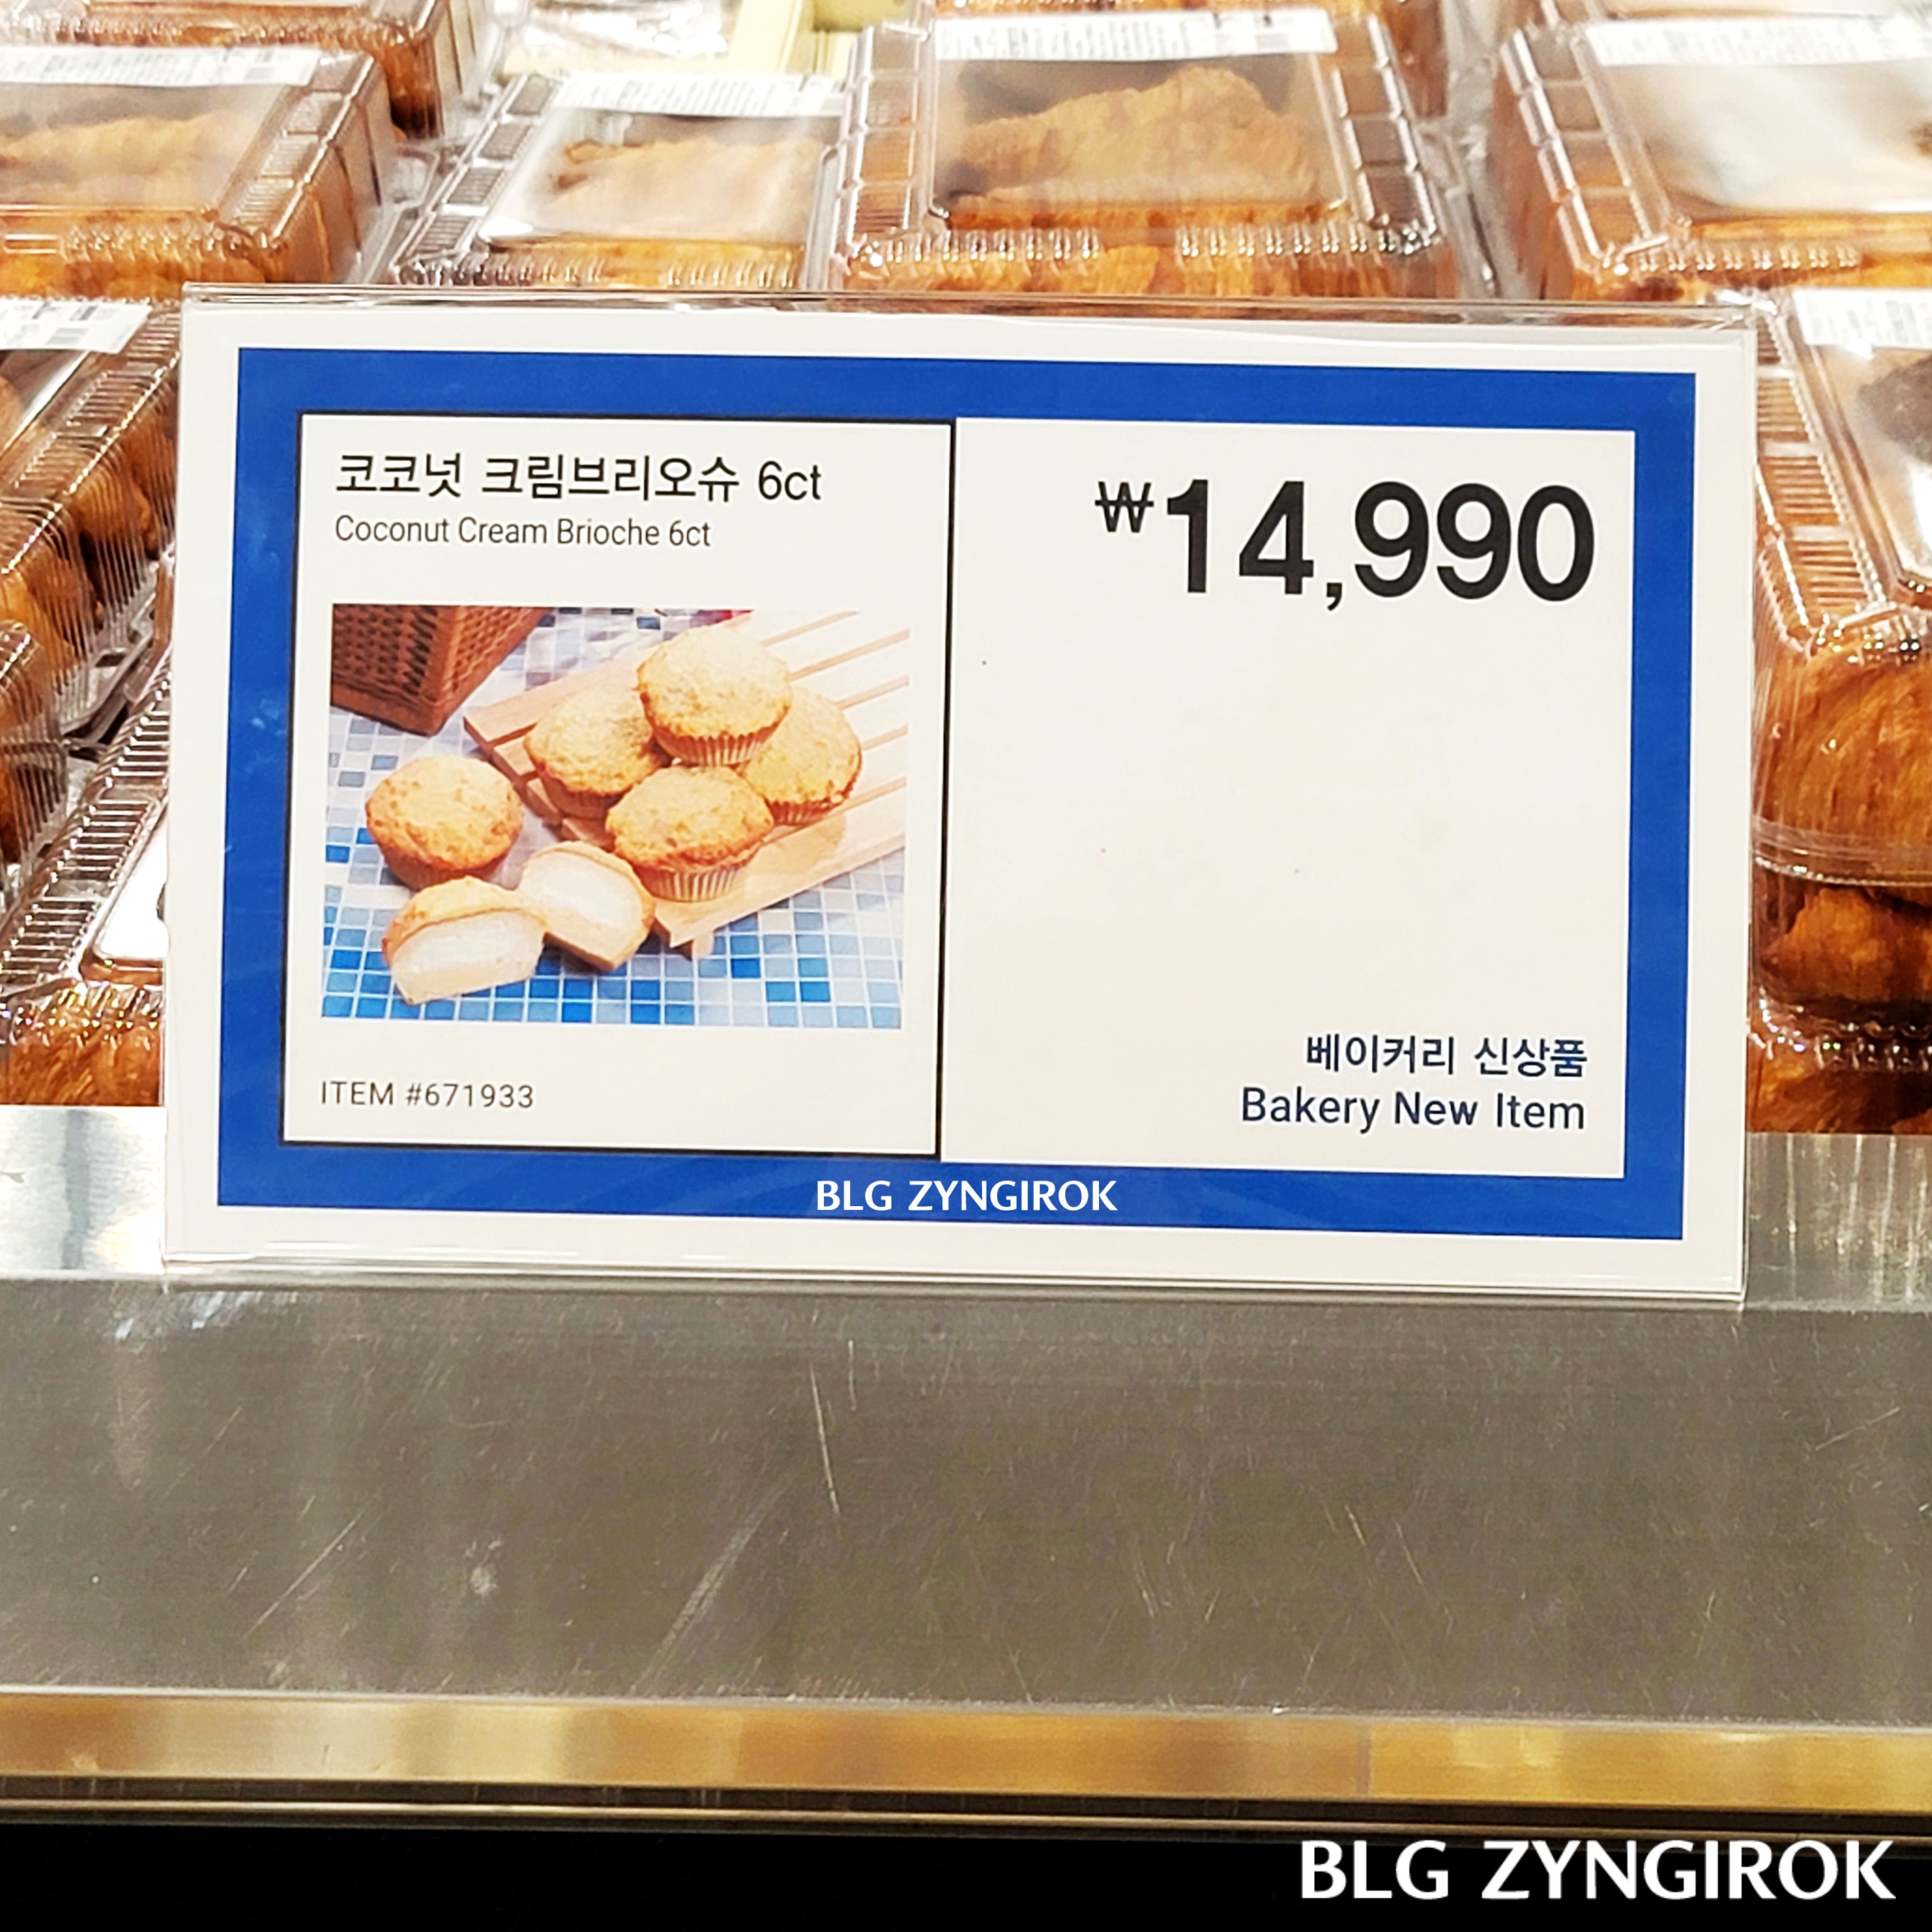 코코넛 크림브리오슈 6ct
Coconut Cream Brioche 6ct
ITEM #671933
₩14,990
베이커리 신상품
Bakery New Item
BLG ZYNGIROK
BLG ZYNGIROK